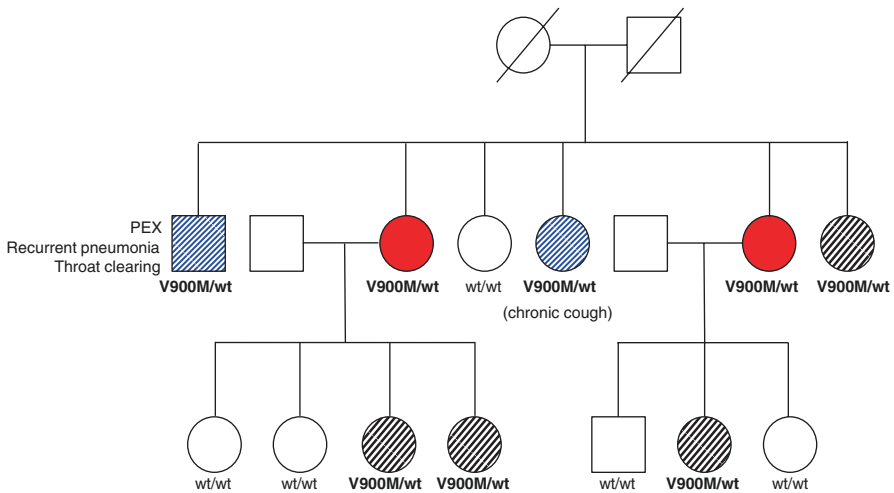 PEX
Recurrent pneumonia
Throat clearing
V900M/wt
V900M/wt
wt/wt
V900M/wt
V900M/wt
V900M/wt
(chronic cough)
wt/wt
wt/wt
V900M/wt
V900M/wt
wt/wt
V900M/wt
wt/wt